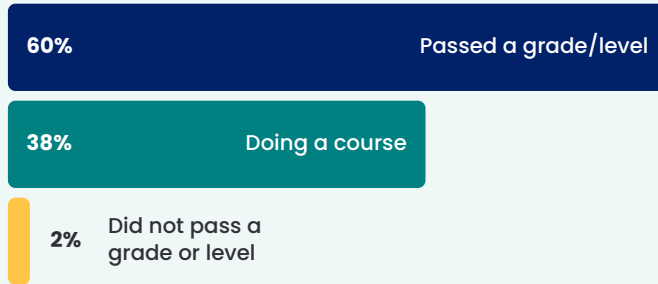 60% Passed a grade/level
38% Doing a course
2% Did not pass a
grade or level